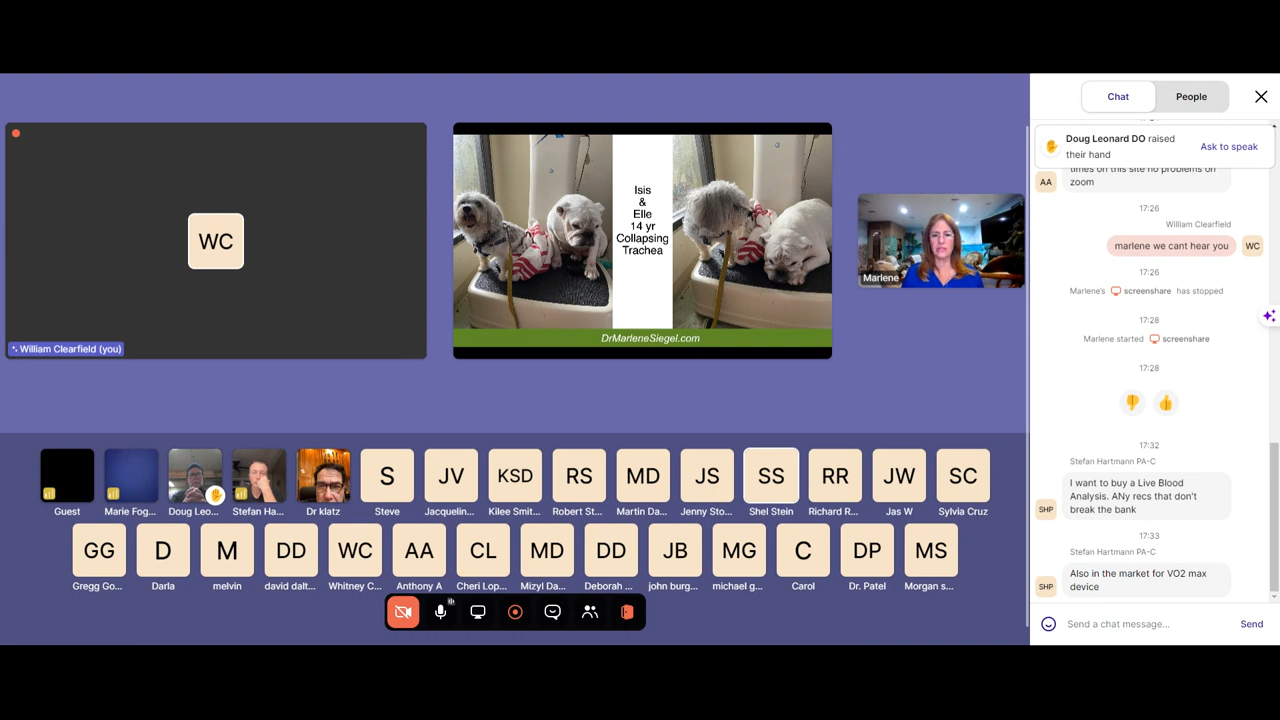 WC
William Clearfield (you)
Isis
&
Elle
14 yr
Collapsing
Trachea
DrMarleneSiegel.com
Marlene
Chat
People
Doug Leonard DO raised
their hand
Ask to speak
times on this site no problems on
zoom
AA
17:26
William Clearfield
marlene we cant hear you
WC
17:26
Marlene's screenshare has stopped
17:28
Marlene started screenshare
17:28
17:32
Stefan Hartmann PA-C
I want to buy a Live Blood
Analysis. ANy recs that don't
break the bank
SHP
17:33
Stefan Hartmann PA-C
Also in the market for VO2 max
device
SHP
Send a chat message...
Send
S JV KSD RS MD JS SS RR JW SC
Guest Marie Fog... Doug Leo... Stefan Ha... Dr klatz Steve Jacquelin... Kilee Smit... Robert St... Martin Da... Jenny Sto... Shel Stein Richard R... Jas W Sylvia Cruz
GG D M DD WC AA CL MD DD JB MG C DP MS
Gregg Go... Darla melvin david dalt... Whitney C... Anthony A Cheri Lop... Mizyl Da... Deborah ... john burg... michael g... Carol Dr. Patel Morgan s...